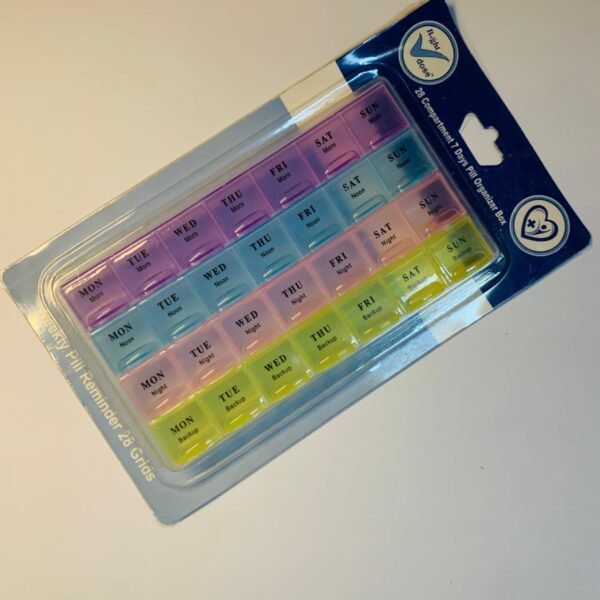 Right
dose™
28 Compartment 7 Days Pill Organizer Box
MON TUE WED THU FRI SAT SUN
Morn Morn Morn Morn Morn Morn Morn
MON TUE WED THU FRI SAT SUN
Noon Noon Noon Noon Noon Noon Noon
MON TUE WED THU FRI SAT SUN
Night Night Night Night Night Night Night
MON TUE WED THU FRI SAT SUN
Backup Backup Backup Backup Backup Backup Backup
Pill Reminder 28 Grids